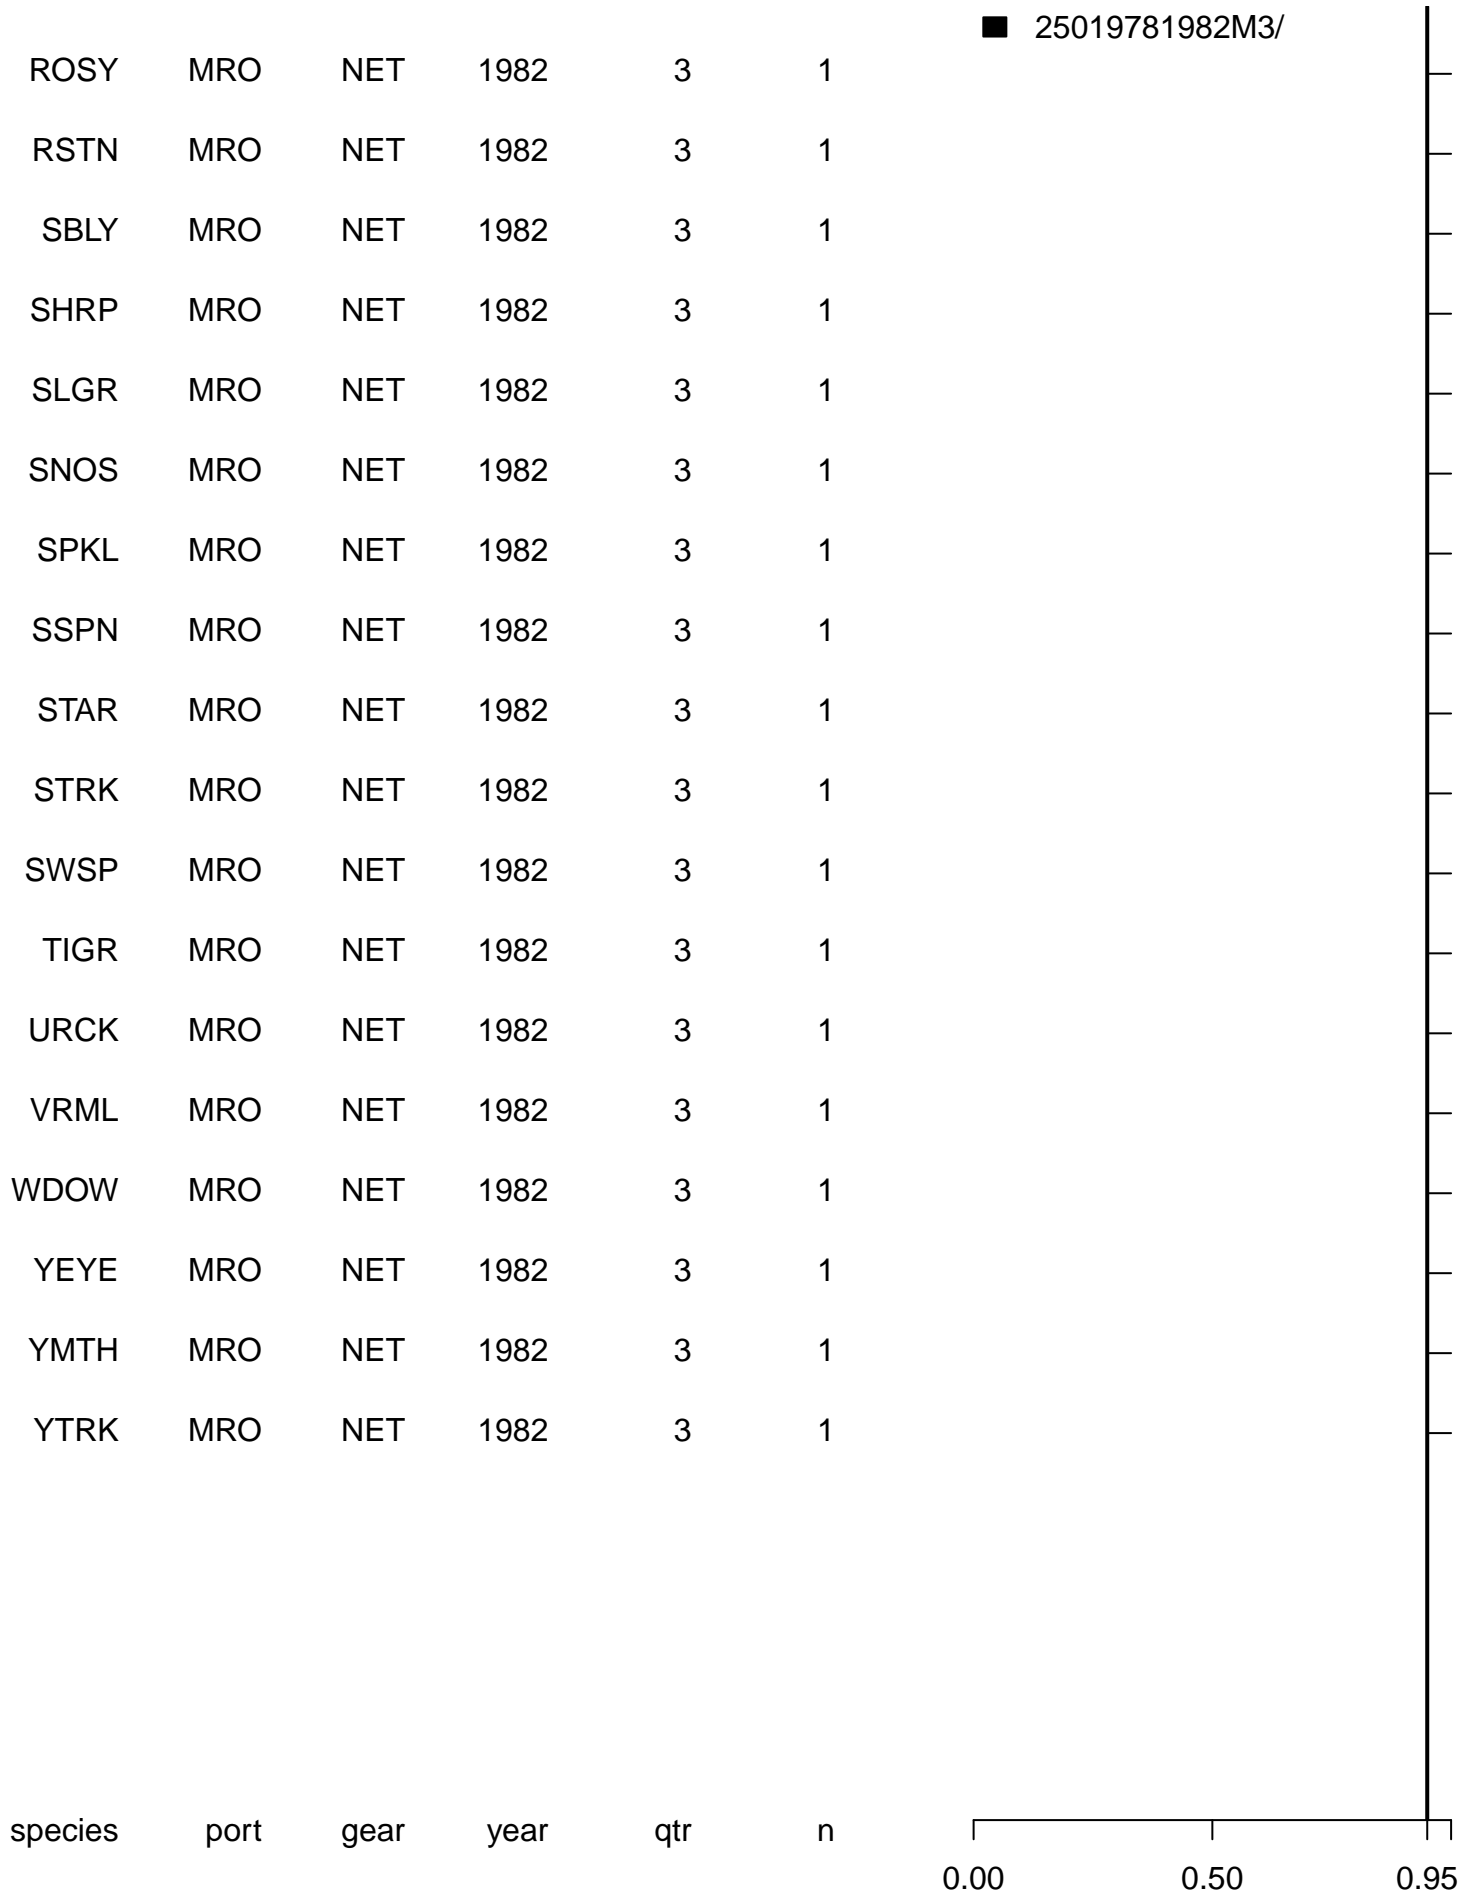 25019781982M3/
ROSY MRO NET 1982 3 1
RSTN MRO NET 1982 3 1
SBLY MRO NET 1982 3 1
SHRP MRO NET 1982 3 1
SLGR MRO NET 1982 3 1
SNOS MRO NET 1982 3 1
SPKL MRO NET 1982 3 1
SSPN MRO NET 1982 3 1
STAR MRO NET 1982 3 1
STRK MRO NET 1982 3 1
SWSP MRO NET 1982 3 1
TIGR MRO NET 1982 3 1
URCK MRO NET 1982 3 1
VRML MRO NET 1982 3 1
WDOW MRO NET 1982 3 1
YEYE MRO NET 1982 3 1
YMTH MRO NET 1982 3 1
YTRK MRO NET 1982 3 1
species port gear year qtr n
0.00 0.50 0.95